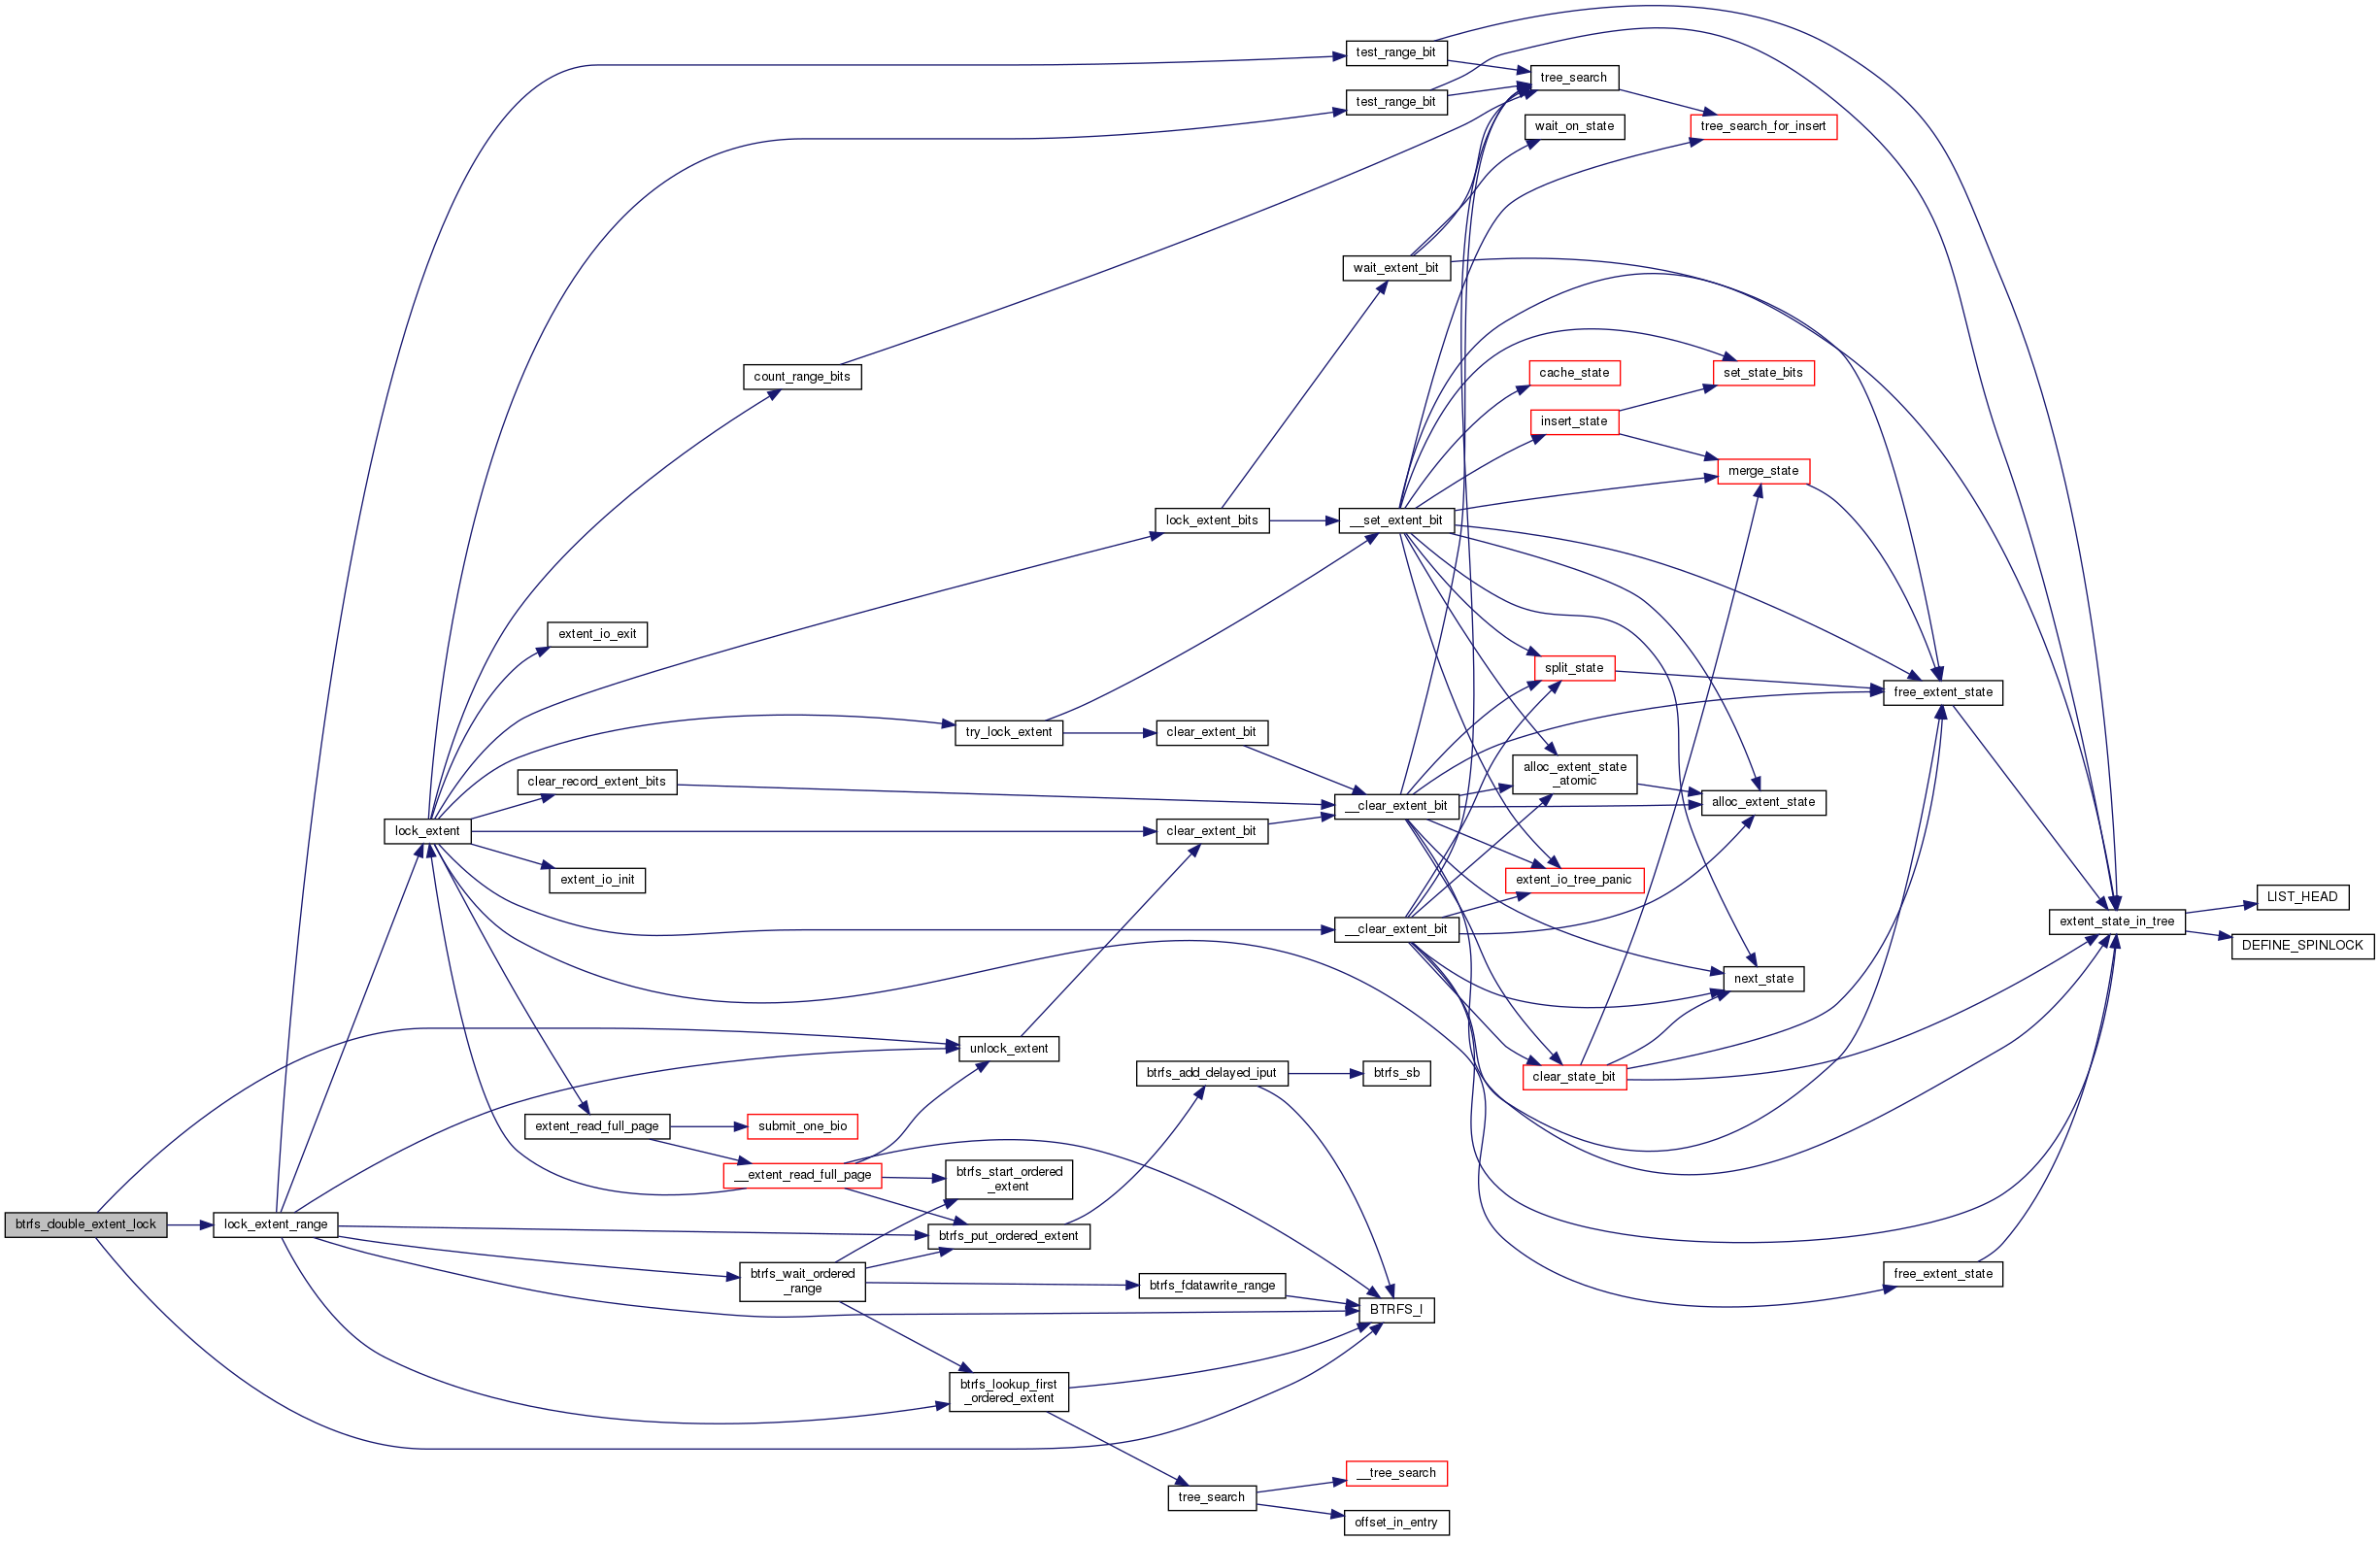 test_range_bit
tree_search
test_range_bit
wait_on_state
tree_search_for_insert
wait_extent_bit
count_range_bits
cache_state
set_state_bits
insert_state
merge_state
lock_extent_bits
__set_extent_bit
extent_io_exit
split_state
free_extent_state
try_lock_extent
clear_extent_bit
clear_record_extent_bits
alloc_extent_state
_atomic
__clear_extent_bit
alloc_extent_state
lock_extent
clear_extent_bit
extent_io_init
extent_io_tree_panic
LIST_HEAD
extent_state_in_tree
__clear_extent_bit
DEFINE_SPINLOCK
next_state
unlock_extent
btrfs_add_delayed_iput
btrfs_sb
clear_state_bit
extent_read_full_page
submit_one_bio
__extent_read_full_page
btrfs_start_ordered
_extent
btrfs_double_extent_lock
lock_extent_range
btrfs_put_ordered_extent
btrfs_wait_ordered
_range
btrfs_fdatawrite_range
free_extent_state
BTRFS_I
btrfs_lookup_first
_ordered_extent
__tree_search
tree_search
offset_in_entry